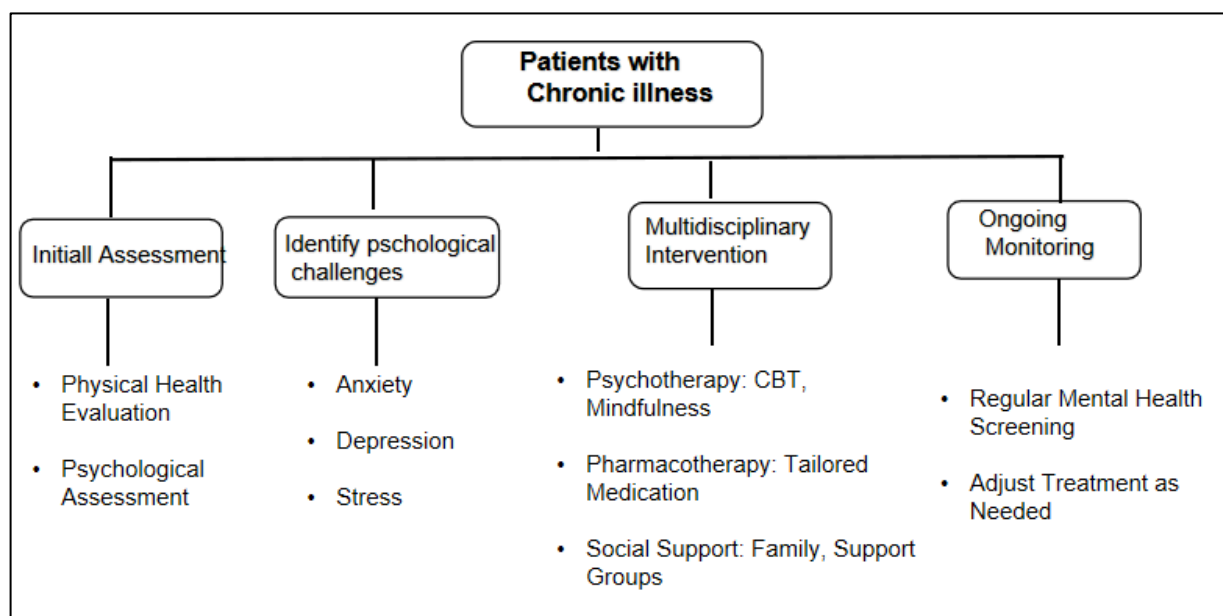 Patients with
Chronic illness
Initiall Assessment
Identify pschological
challenges
Multidisciplinary
Intervention
Ongoing
Monitoring
• Physical Health
Evaluation
• Psychological
Assessment
• Anxiety
• Depression
• Stress
• Psychotherapy: CBT,
Mindfulness
• Pharmacotherapy: Tailored
Medication
• Social Support: Family, Support
Groups
• Regular Mental Health
Screening
• Adjust Treatment as
Needed